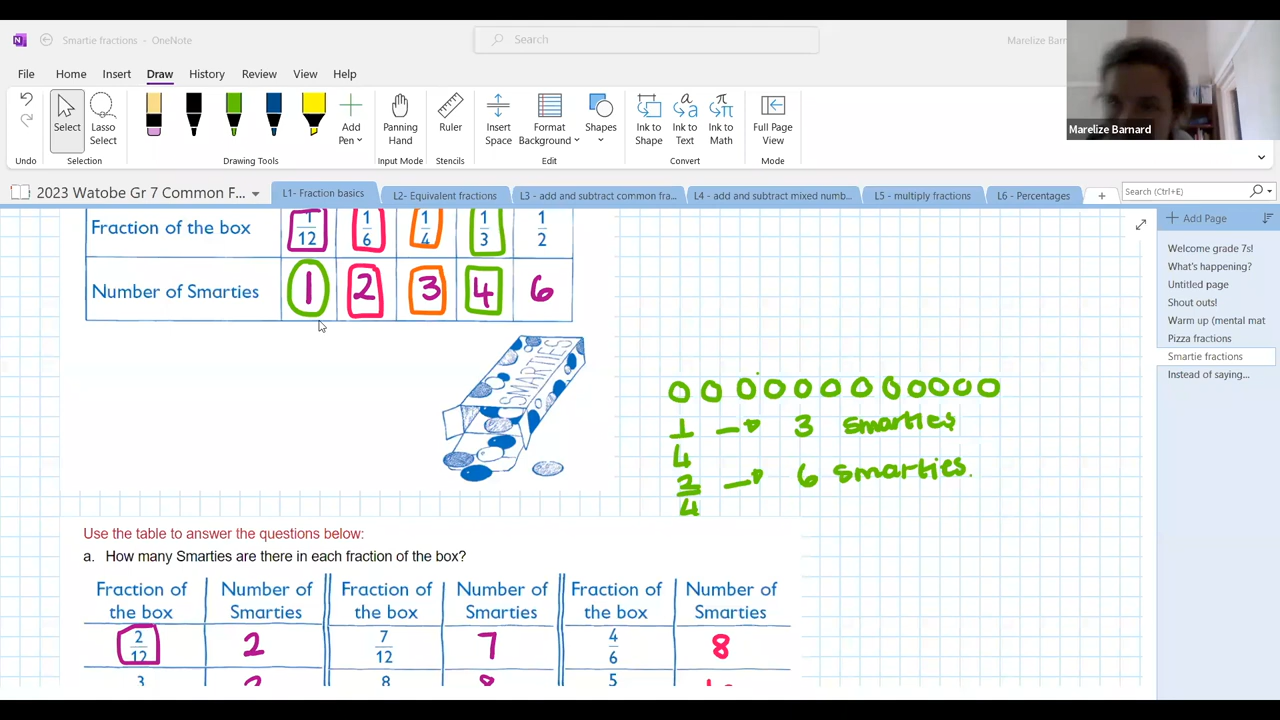 Smartie fractions - OneNote
Search
Marelize Barn
Marelize Barnard
File Home Insert Draw History Review View Help
Select
Lasso Select
Add Pen
Panning Hand
Ruler
Insert Space
Format Background
Shapes
Ink to Shape
Ink to Text
Ink to Math
Full Page View
Undo
Selection
Drawing Tools
Input Mode
Stencils
Edit
Convert
Mode
2023 Watobe Gr 7 Common F...
L1- Fraction basics
L2- Equivalent fractions
L3 - add and subtract common fra...
L4 - add and subtract mixed numb...
L5 - multiply fractions
L6 - Percentages
Search (Ctrl+E)
Add Page
Welcome grade 7s!
What's happening?
Untitled page
Shout outs!
Warm up (mental mat
Pizza fractions
Smartie fractions
Instead of saying...
Fraction of the box 1/12 1/6 1/4 1/3 1/2
Number of Smarties 1 2 3 4 6
SMARTIES
1/4 → 3 smarties
2/4 → 6 smarties.
Use the table to answer the questions below:
a. How many Smarties are there in each fraction of the box?
Fraction of the box Number of Smarties Fraction of the box Number of Smarties Fraction of the box Number of Smarties
2/12 2 7/12 7 4/6 8
3 3 8 8 5